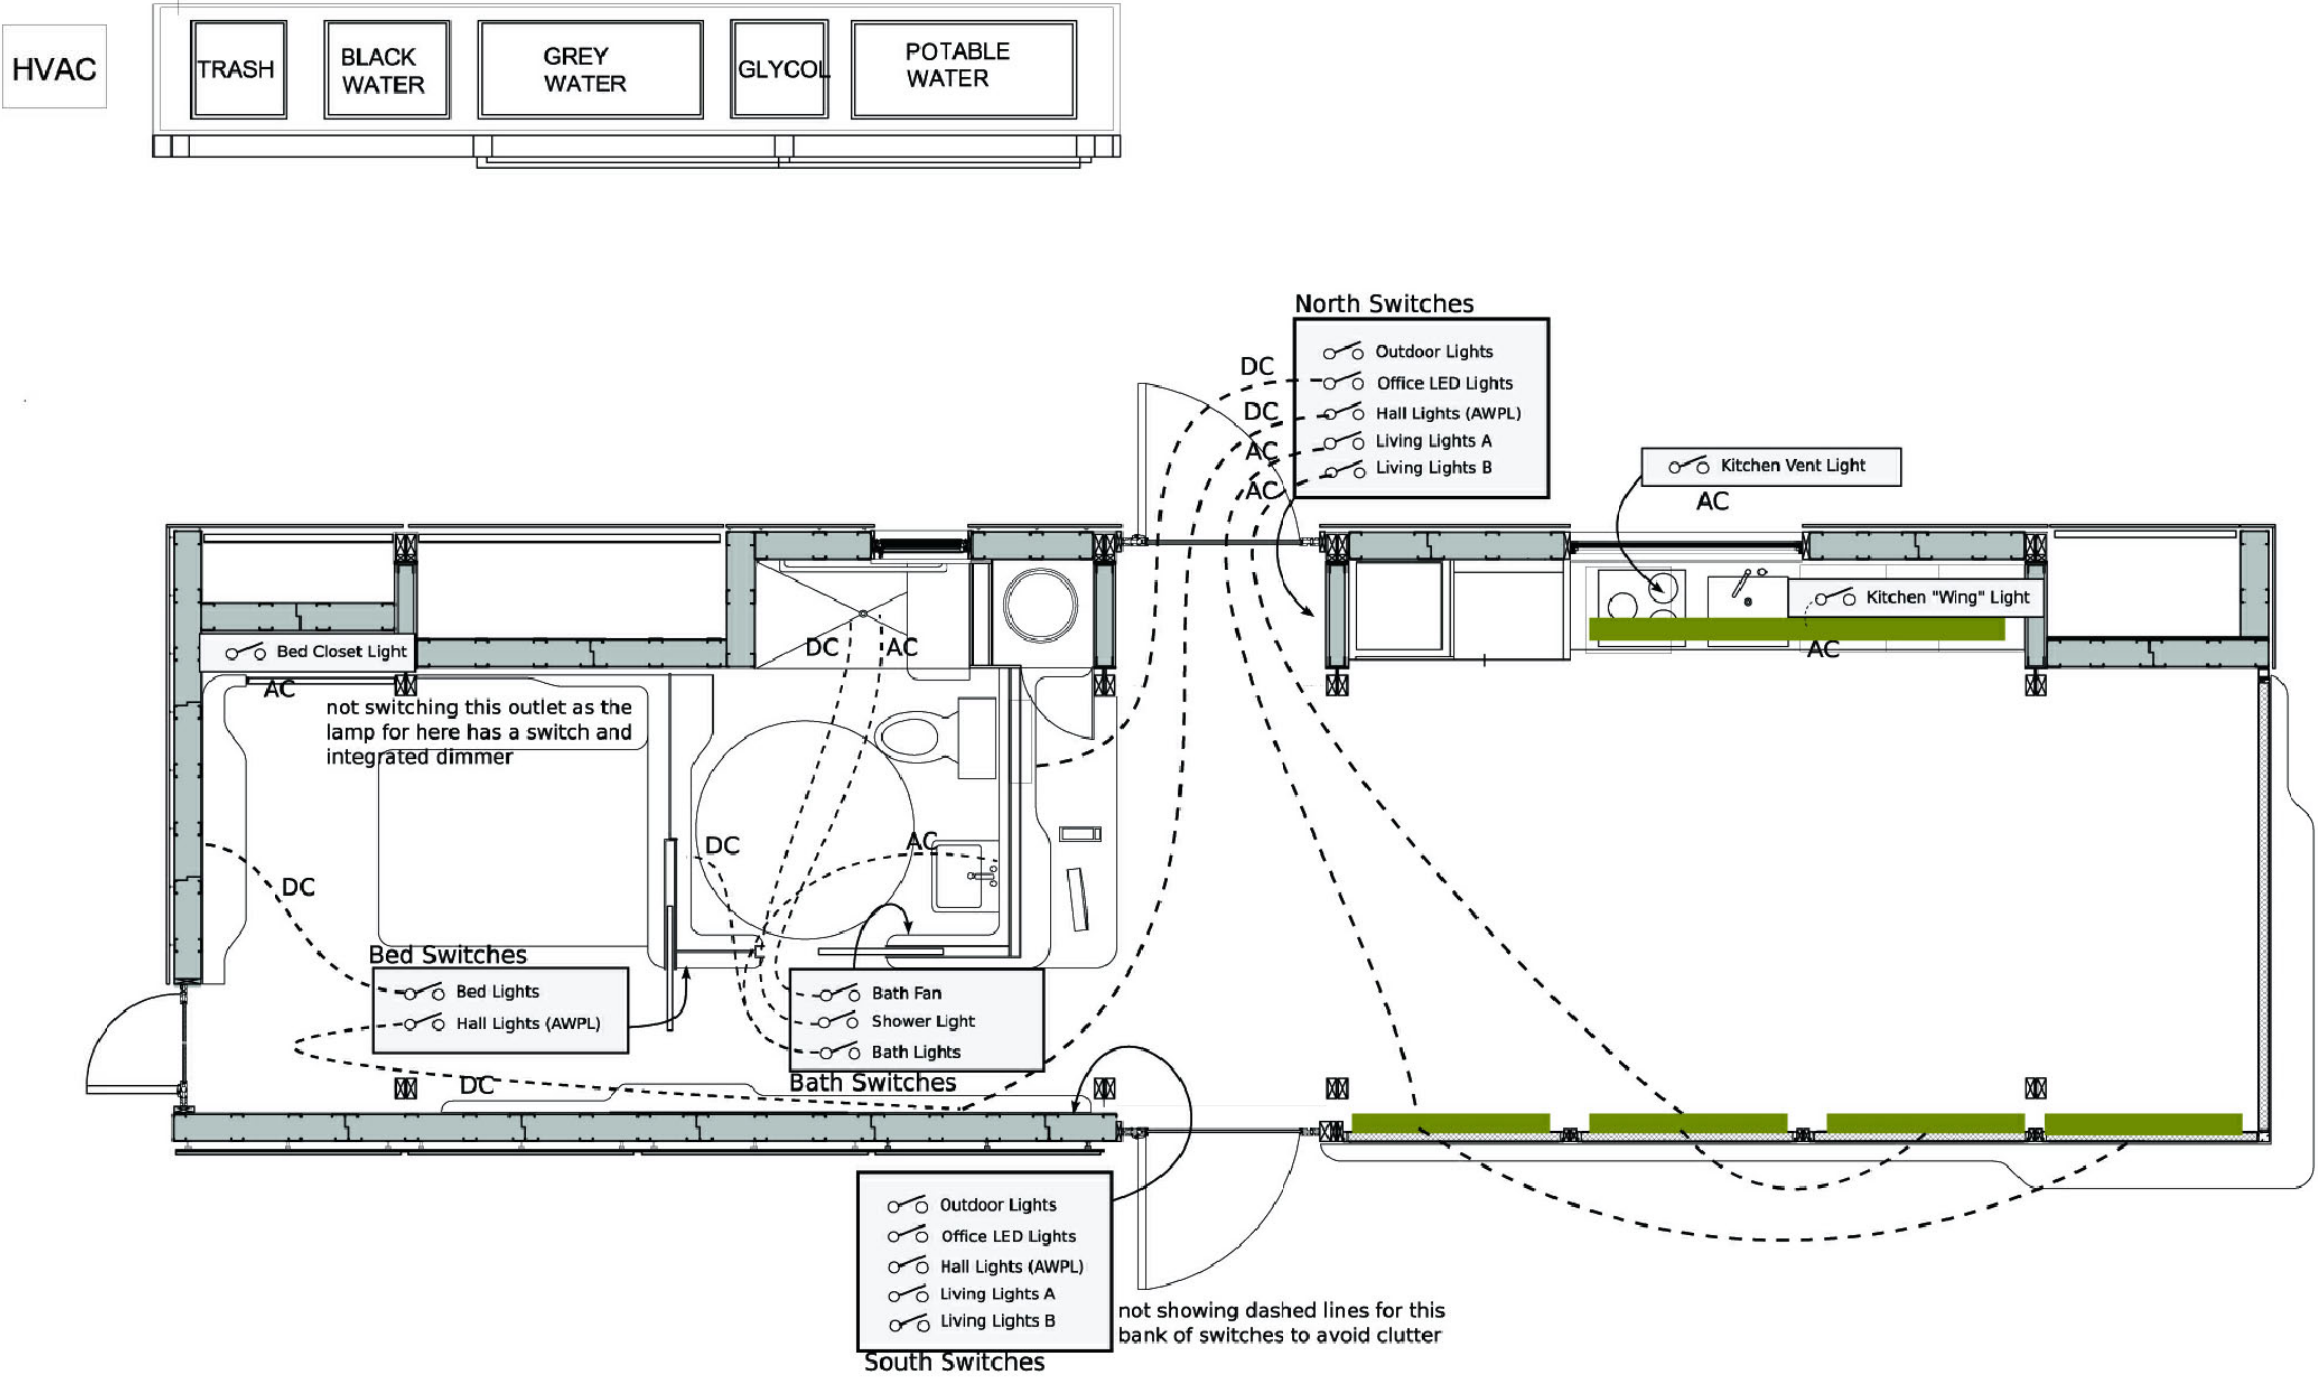 HVAC
TRASH
BLACK
WATER
GREY
WATER
GLYCOL
POTABLE
WATER
North Switches
Outdoor Lights
Office LED Lights
Hall Lights (AWPL)
Living Lights A
Living Lights B
DC
DC
AC
AC
Kitchen Vent Light
AC
Kitchen "Wing" Light
AC
Bed Closet Light
AC
not switching this outlet as the
lamp for here has a switch and
integrated dimmer
DC
AC
DC
AC
DC
Bed Switches
Bed Lights
Hall Lights (AWPL)
DC
Bath Fan
Shower Light
Bath Lights
Bath Switches
Outdoor Lights
Office LED Lights
Hall Lights (AWPL)
Living Lights A
Living Lights B
South Switches
not showing dashed lines for this
bank of switches to avoid clutter